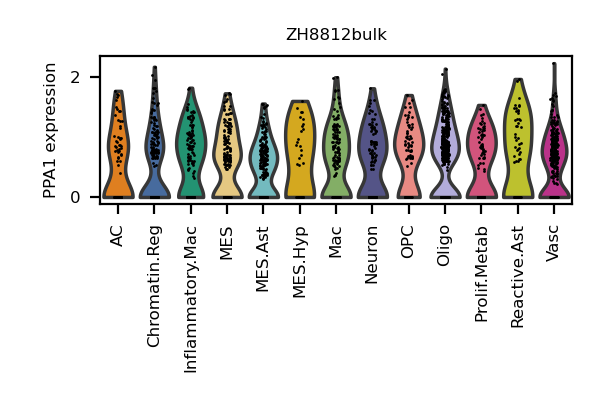 ZH8812bulk
PPA1 expression
2
0
AC
Chromatin.Reg
Inflammatory.Mac
MES
MES.Ast
MES.Hyp
Mac
Neuron
OPC
Oligo
Prolif.Metab
Reactive.Ast
Vasc